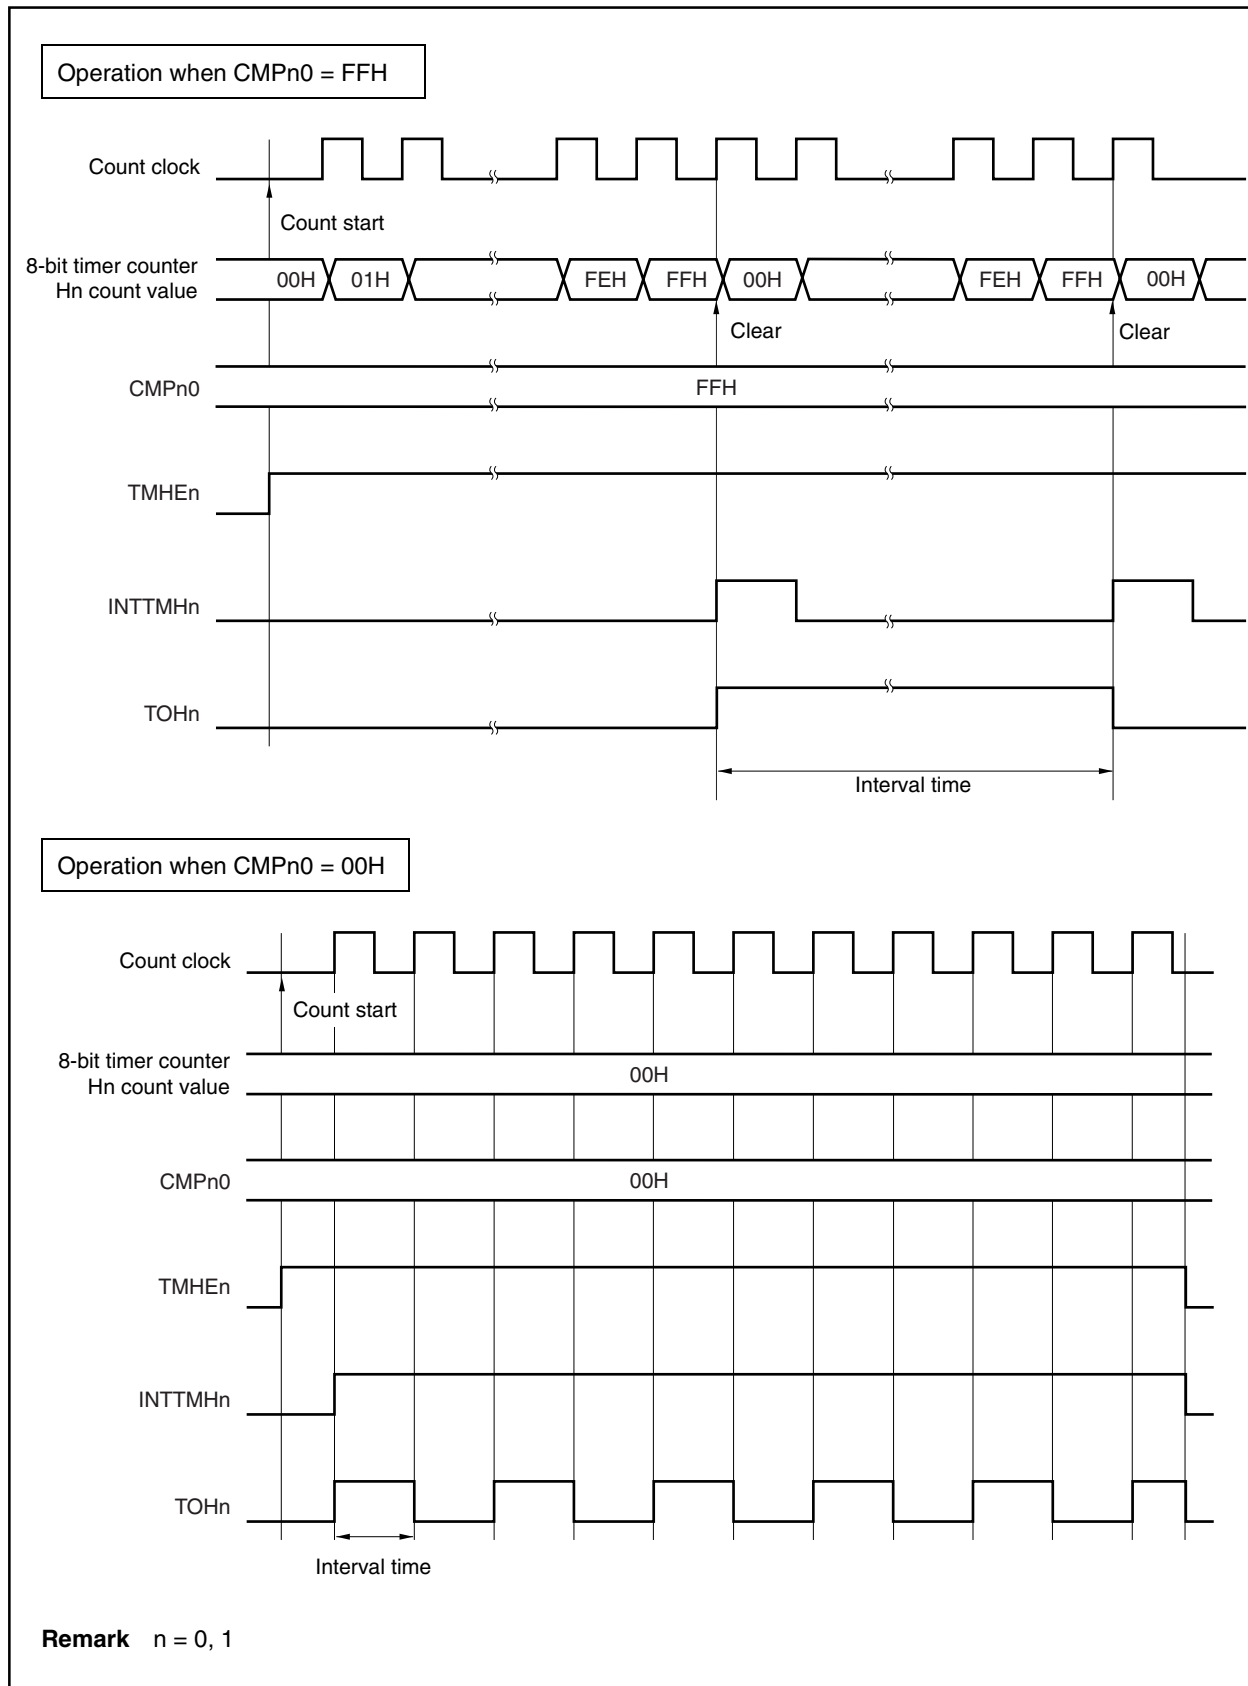 Operation when CMPn0 = FFH
Count clock
Count start
8-bit timer counter
Hn count value
00H 01H FEH FFH 00H FEH FFH 00H
Clear Clear
CMPn0 FFH
TMHEn
INTTMHn
TOHn
Interval time
Operation when CMPn0 = 00H
Count clock
Count start
8-bit timer counter
Hn count value
00H
CMPn0 00H
TMHEn
INTTMHn
TOHn
Interval time
Remark n = 0, 1